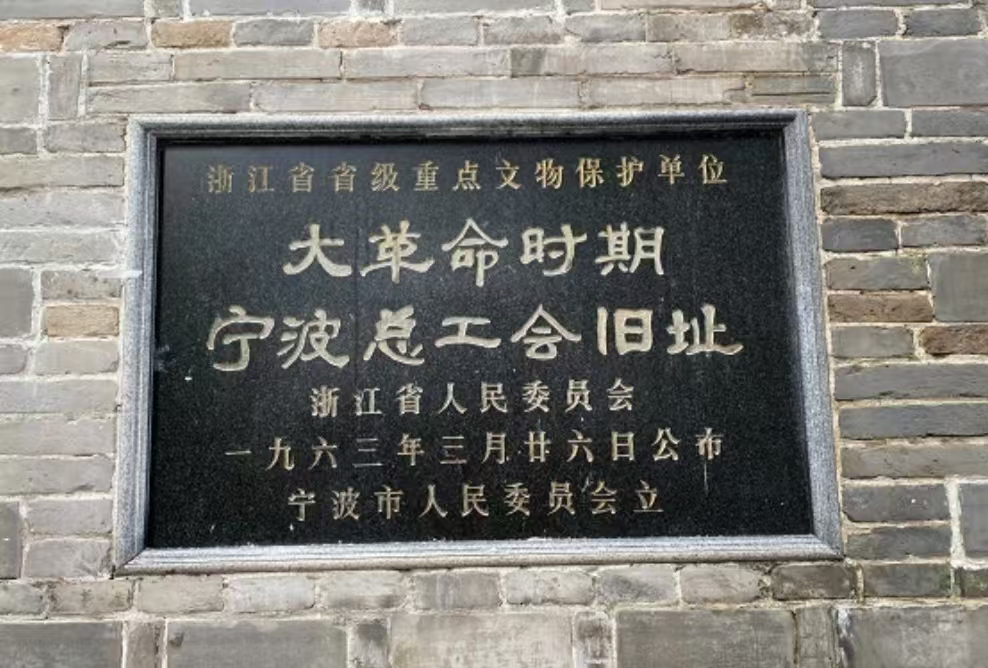 浙江省省级重点文物保护单位
大革命时期
宁波总工会旧址
浙江省人民委员会
一九六三年三月廿六日公布
宁波市人民委员会立